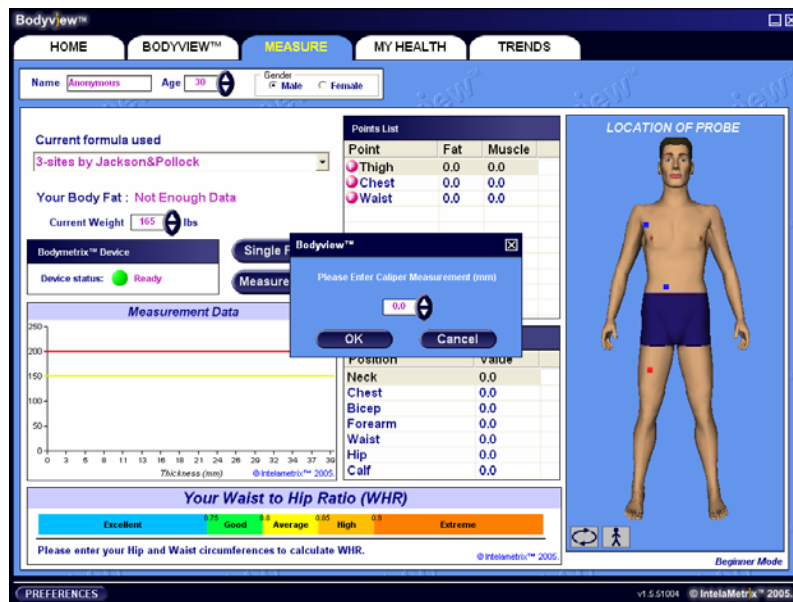 Bodyview™
HOME BODYVIEW™ MEASURE MY HEALTH TRENDS
Name Anonymous Age 30 Gender Male Female
Current formula used
3-sites by Jackson&Pollock
Your Body Fat : Not Enough Data
Current Weight 165 lbs
Bodymetrix™ Device
Device status: Ready
Single
Measure
Points List
Point Fat Muscle
Thigh 0.0 0.0
Chest 0.0 0.0
Waist 0.0 0.0
Bodyview™
Please Enter Caliper Measurement (mm)
0.0
OK Cancel
Measurement Data
250
200
150
100
50
0
0 3 6 8 11 13 16 18 21 24 26 29 32 34 37 39
Thickness (mm) © Intelametrix™ 2005.
Position Value
Neck 0.0
Chest 0.0
Bicep 0.0
Forearm 0.0
Waist 0.0
Hip 0.0
Calf 0.0
LOCATION OF PROBE
Beginner Mode
Your Waist to Hip Ratio (WHR)
Excellent 0.75 Good 0.8 Average 0.85 High 0.9 Extreme
Please enter your Hip and Waist circumferences to calculate WHR.
© Intelametrix™ 2005.
PREFERENCES
v1.5.51004 © IntelaMetrix™ 2005.